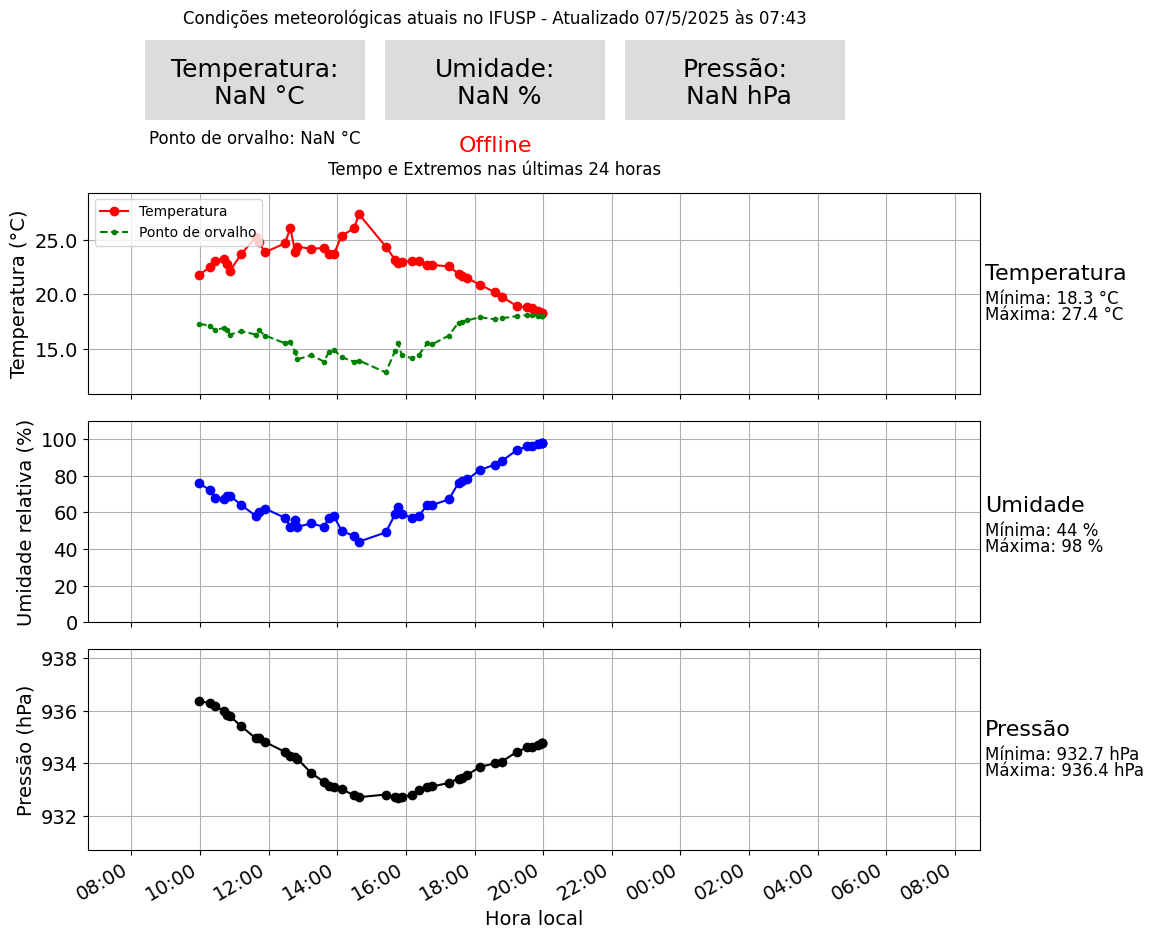 Condições meteorológicas atuais no IFUSP - Atualizado 07/5/2025 às 07:43
Temperatura:
NaN °C
Umidade:
NaN %
Pressão:
NaN hPa
Ponto de orvalho: NaN °C
Offline
Tempo e Extremos nas últimas 24 horas
Temperatura (°C)
25.0
20.0
15.0
Temperatura
Ponto de orvalho
Temperatura
Mínima: 18.3 °C
Máxima: 27.4 °C
Umidade relativa (%)
100
80
60
40
20
0
Umidade
Mínima: 44 %
Máxima: 98 %
Pressão (hPa)
938
936
934
932
Pressão
Mínima: 932.7 hPa
Máxima: 936.4 hPa
08:00
10:00
12:00
14:00
16:00
18:00
20:00
22:00
00:00
02:00
04:00
06:00
08:00
Hora local